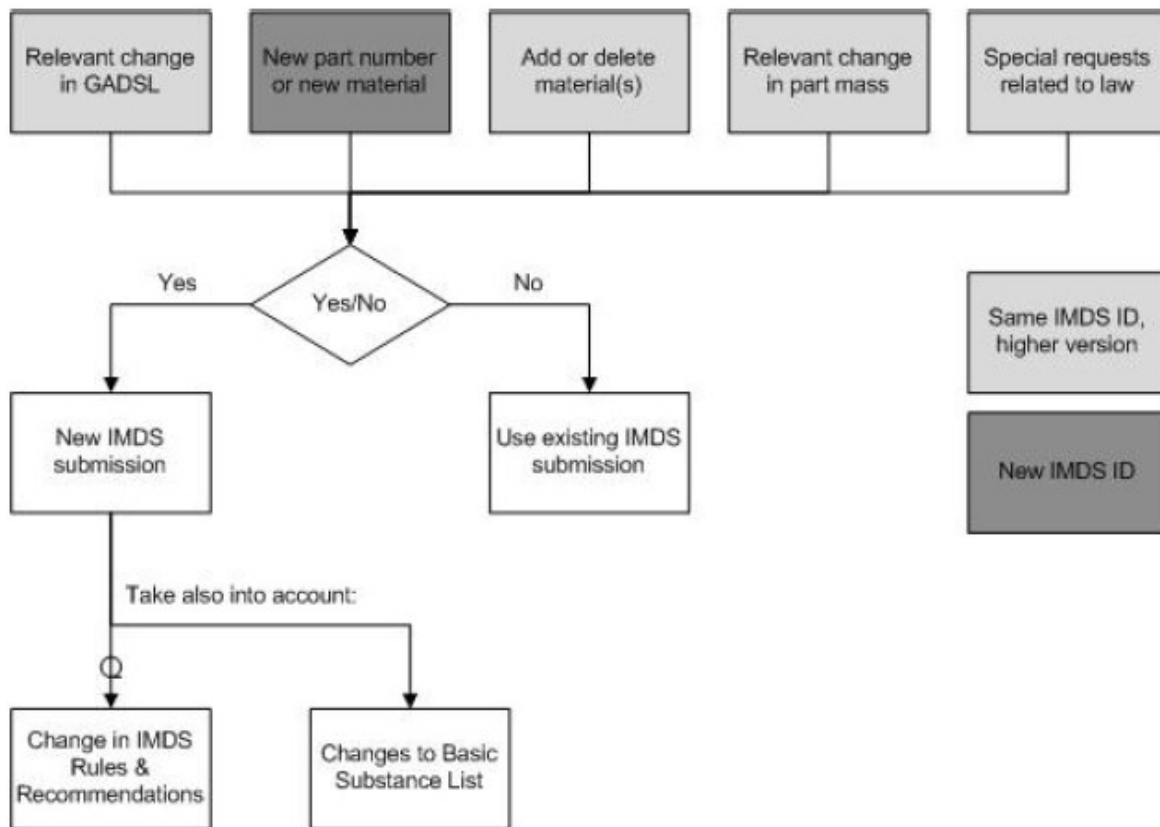 Relevant change
in GADSL
New part number
or new material
Add or delete
material(s)
Relevant change
in part mass
Special requests
related to law
Yes
Yes/No
No
Same IMDS ID,
higher version
New IMDS
submission
Use existing IMDS
submission
New IMDS ID
Take also into account:
Change in IMDS
Rules &
Recommendations
Changes to Basic
Substance List